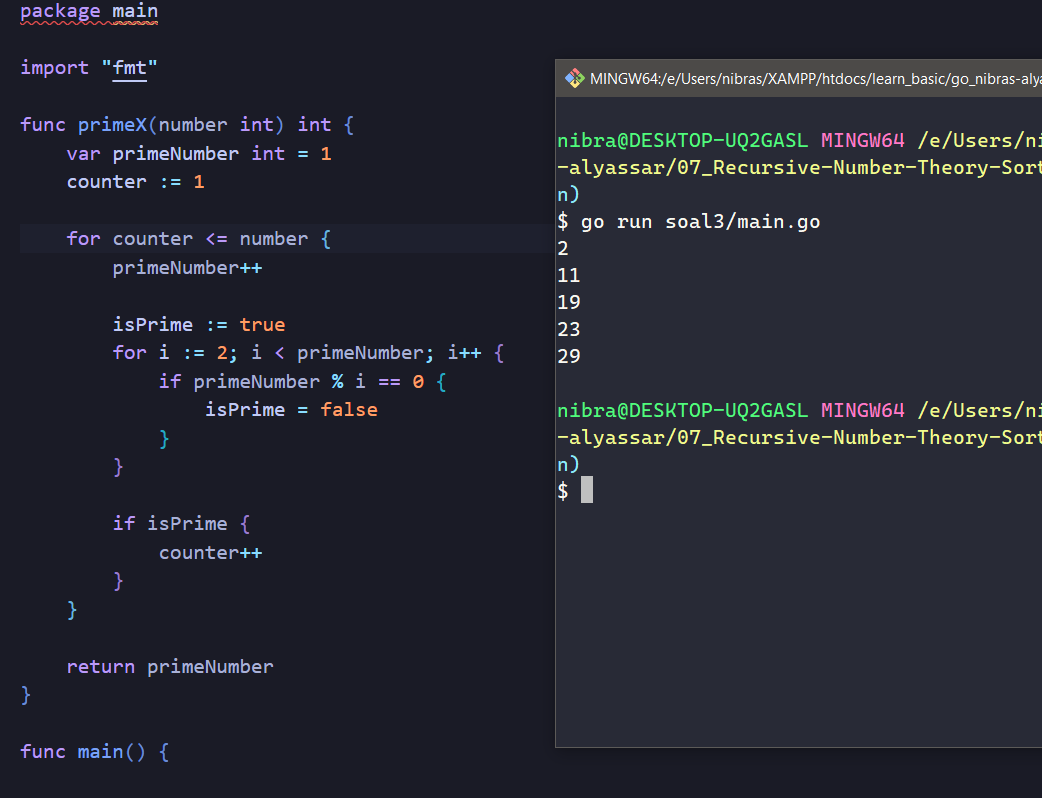 package main
import "fmt"
func primeX(number int) int {
    var primeNumber int = 1
    counter := 1
    for counter <= number {
        primeNumber++
        isPrime := true
        for i := 2; i < primeNumber; i++ {
            if primeNumber % i == 0 {
                isPrime = false
            }
        }
        if isPrime {
            counter++
        }
    }
    return primeNumber
}
func main() {
MINGW64:/e/Users/nibras/XAMPP/htdocs/learn_basic/go_nibras-alya
nibra@DESKTOP-UQ2GASL MINGW64 /e/Users/ni
-alyassar/07_Recursive-Number-Theory-Sort
n)
$ go run soal3/main.go
2
11
19
23
29
nibra@DESKTOP-UQ2GASL MINGW64 /e/Users/ni
-alyassar/07_Recursive-Number-Theory-Sort
n)
$